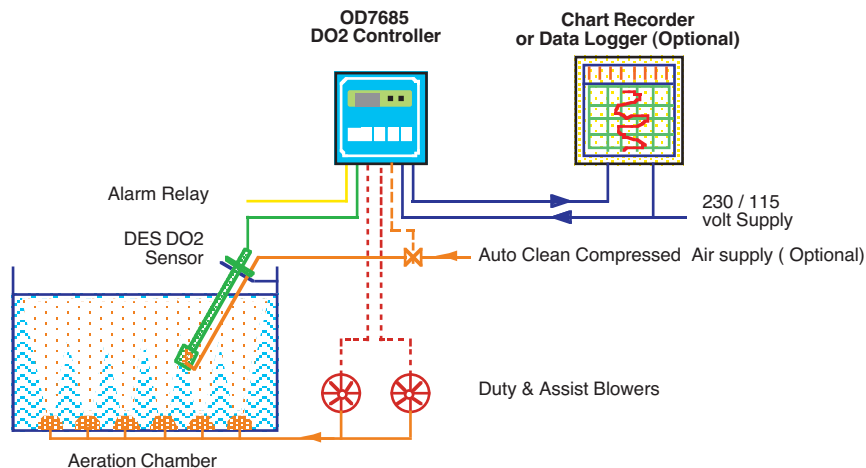 OD7685
DO2 Controller
Chart Recorder
or Data Logger (Optional)
Alarm Relay
230 / 115
volt Supply
DES DO2
Sensor
Auto Clean Compressed Air supply ( Optional)
Duty & Assist Blowers
Aeration Chamber